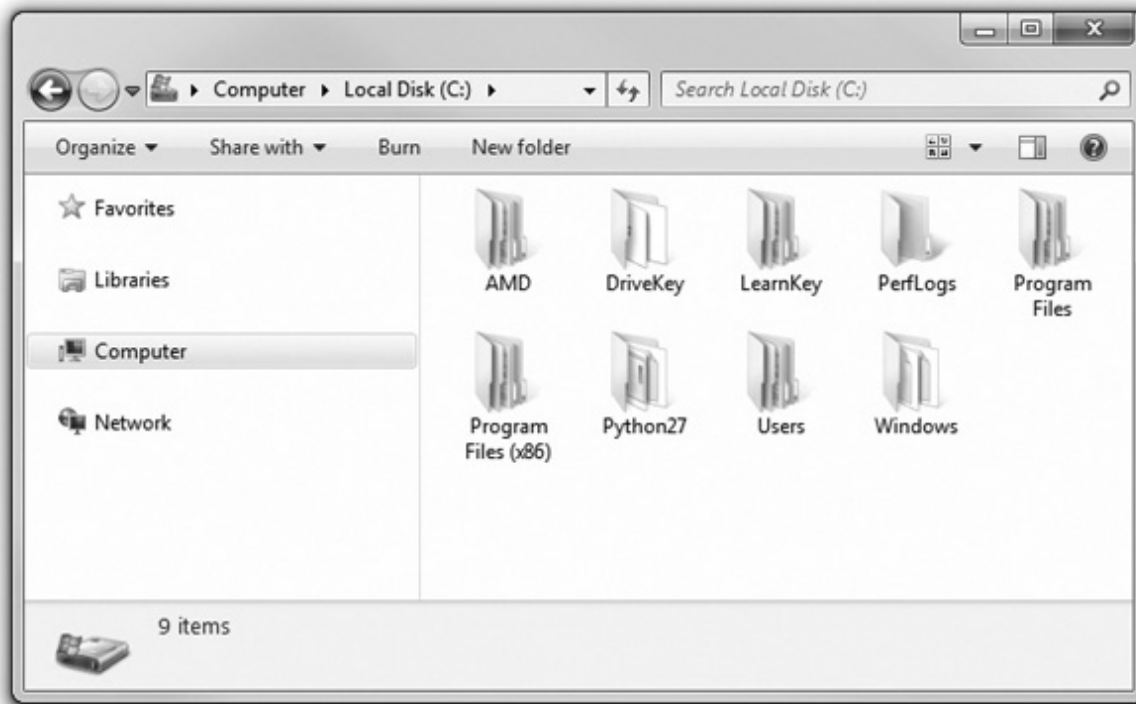 Computer Local Disk (C:) Search Local Disk (C:)
Organize Share with Burn New folder
Favorites
Libraries
Computer
Network
AMD DriveKey LearnKey PerfLogs Program Files
Program Files (x86) Python27 Users Windows
9 items